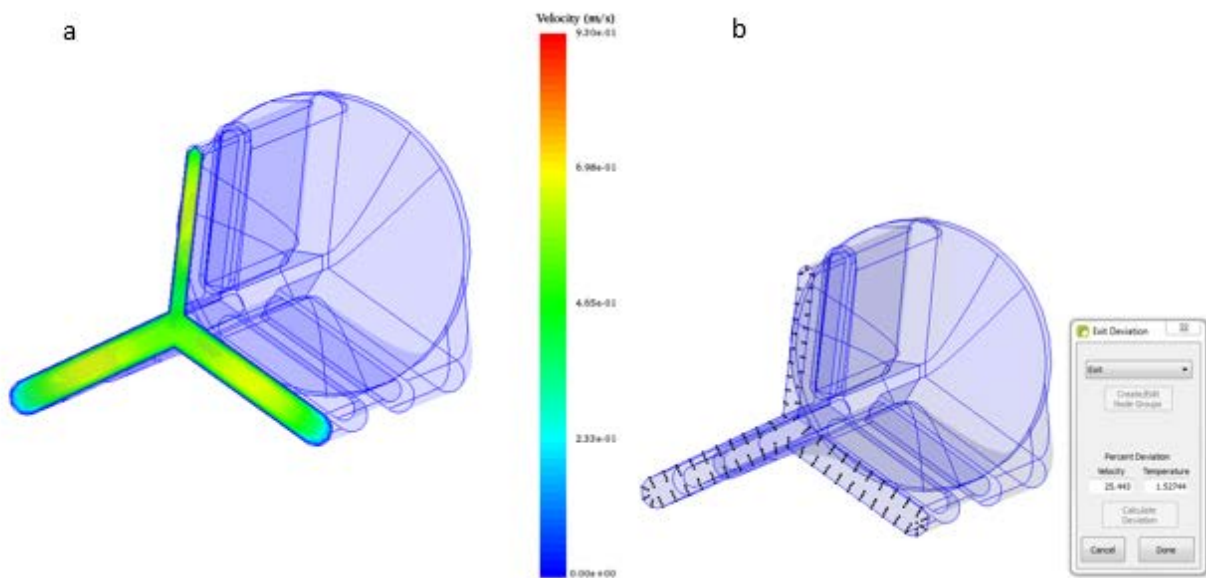 a
Velocity (m/s)
9.30e-01
6.98e-01
4.65e-01
2.33e-01
0.00e+00
b
Exit Deviation
Exit
Create/Edit
Node Groups
Percent Deviation
Velocity Temperature
25.443 1.52744
Calculate
Deviation
Cancel Done